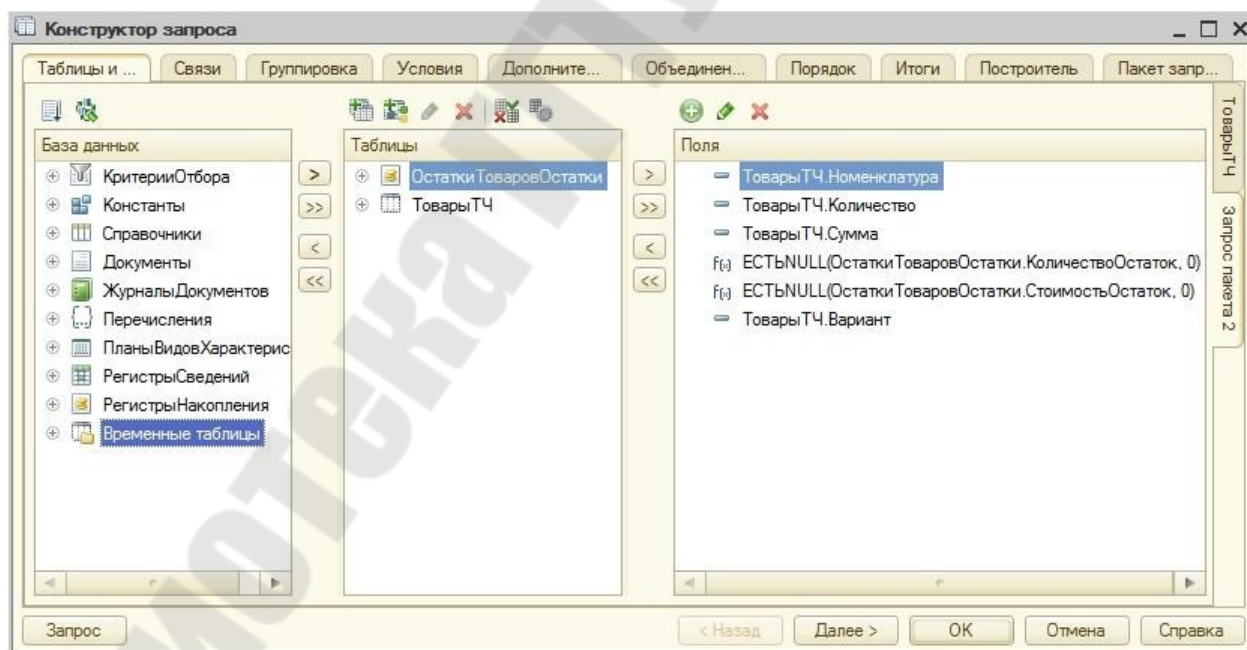 Конструктор запроса
Таблицы и ...
Связи
Группировка
Условия
Дополните...
Объединен...
Порядок
Итоги
Построитель
Пакет запр...
База данных
КритерииОтбора
Константы
Справочники
Документы
ЖурналыДокументов
Перечисления
ПланыВидовХарактерис
РегистрыСведений
РегистрыНакопления
Временные таблицы
>
>>
<
<<
Таблицы
ОстаткиТоваровОстатки
ТоварыТЧ
>
>>
<
<<
Поля
ТоварыТЧ.Номенклатура
ТоварыТЧ.Количество
ТоварыТЧ.Сумма
ЕСТЬNULL(ОстаткиТоваровОстатки.КоличествоОстаток, 0)
ЕСТЬNULL(ОстаткиТоваровОстатки.СтоимостьОстаток, 0)
ТоварыТЧ.Вариант
ТоварыТЧ
Запрос пакета 2
Запрос
< Назад
Далее >
ОК
Отмена
Справка